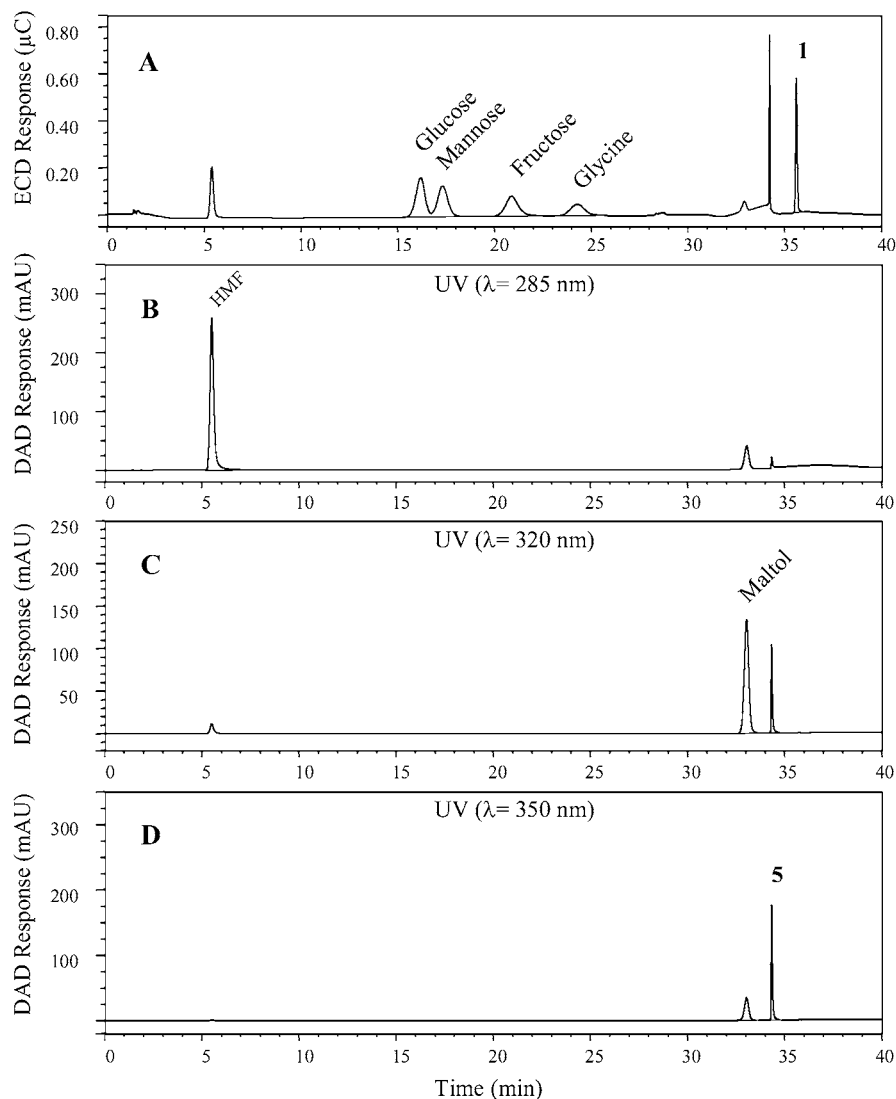 ECD Response (µC)
0.80
0.60
0.40
0.20
A
Glucose
Mannose
Fructose
Glycine
1
0 5 10 15 20 25 30 35 40
DAD Response (mAU)
300
200
100
B
HMF
UV (λ= 285 nm)
0 5 10 15 20 25 30 35 40
DAD Response (mAU)
250
200
150
100
50
C
UV (λ= 320 nm)
Maltol
0 5 10 15 20 25 30 35 40
DAD Response (mAU)
300
200
100
D
UV (λ= 350 nm)
5
0 5 10 15 20 25 30 35 40
Time (min)